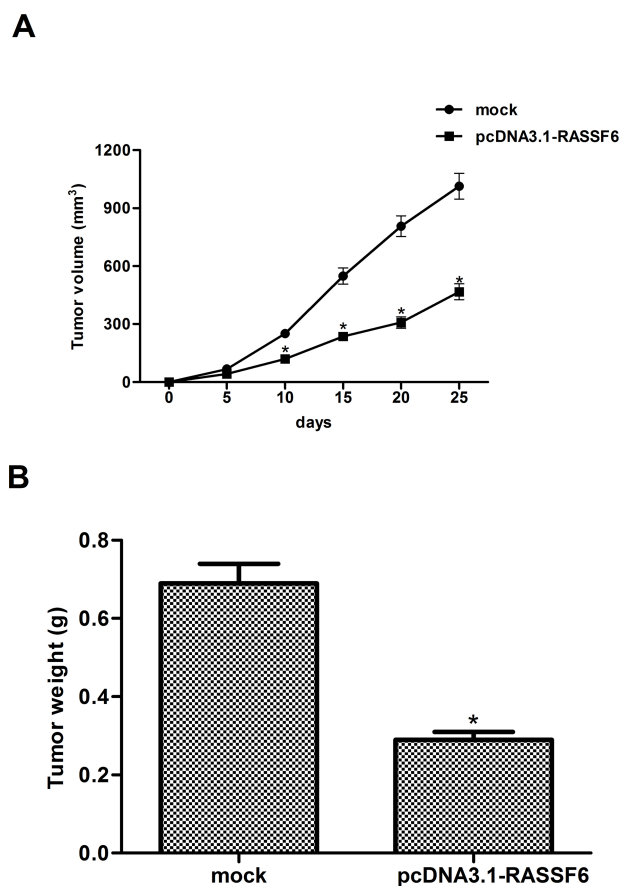 A
mock
pcDNA3.1-RASSF6
1200
900
600
300
0
Tumor volume (mm³)
*
*
*
*
0 5 10 15 20 25
days
B
0.8
0.6
0.4
0.2
0.0
Tumor weight (g)
*
mock pcDNA3.1-RASSF6